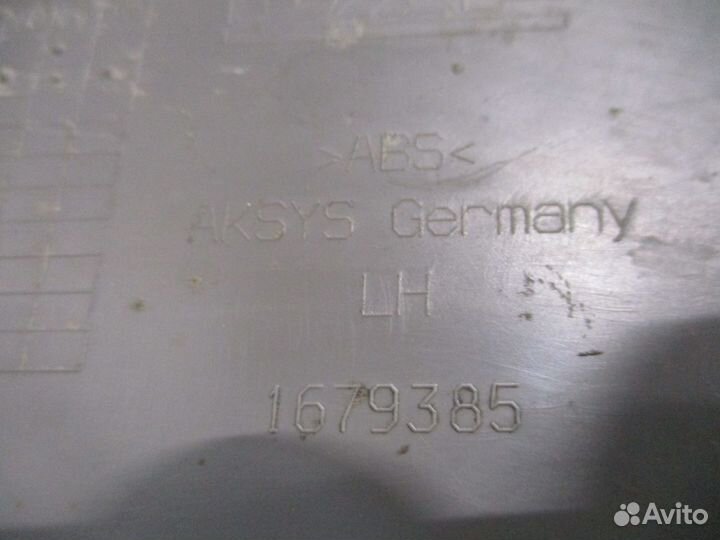 >ABS<
AKSYS Germany
LH
1679385
Avito